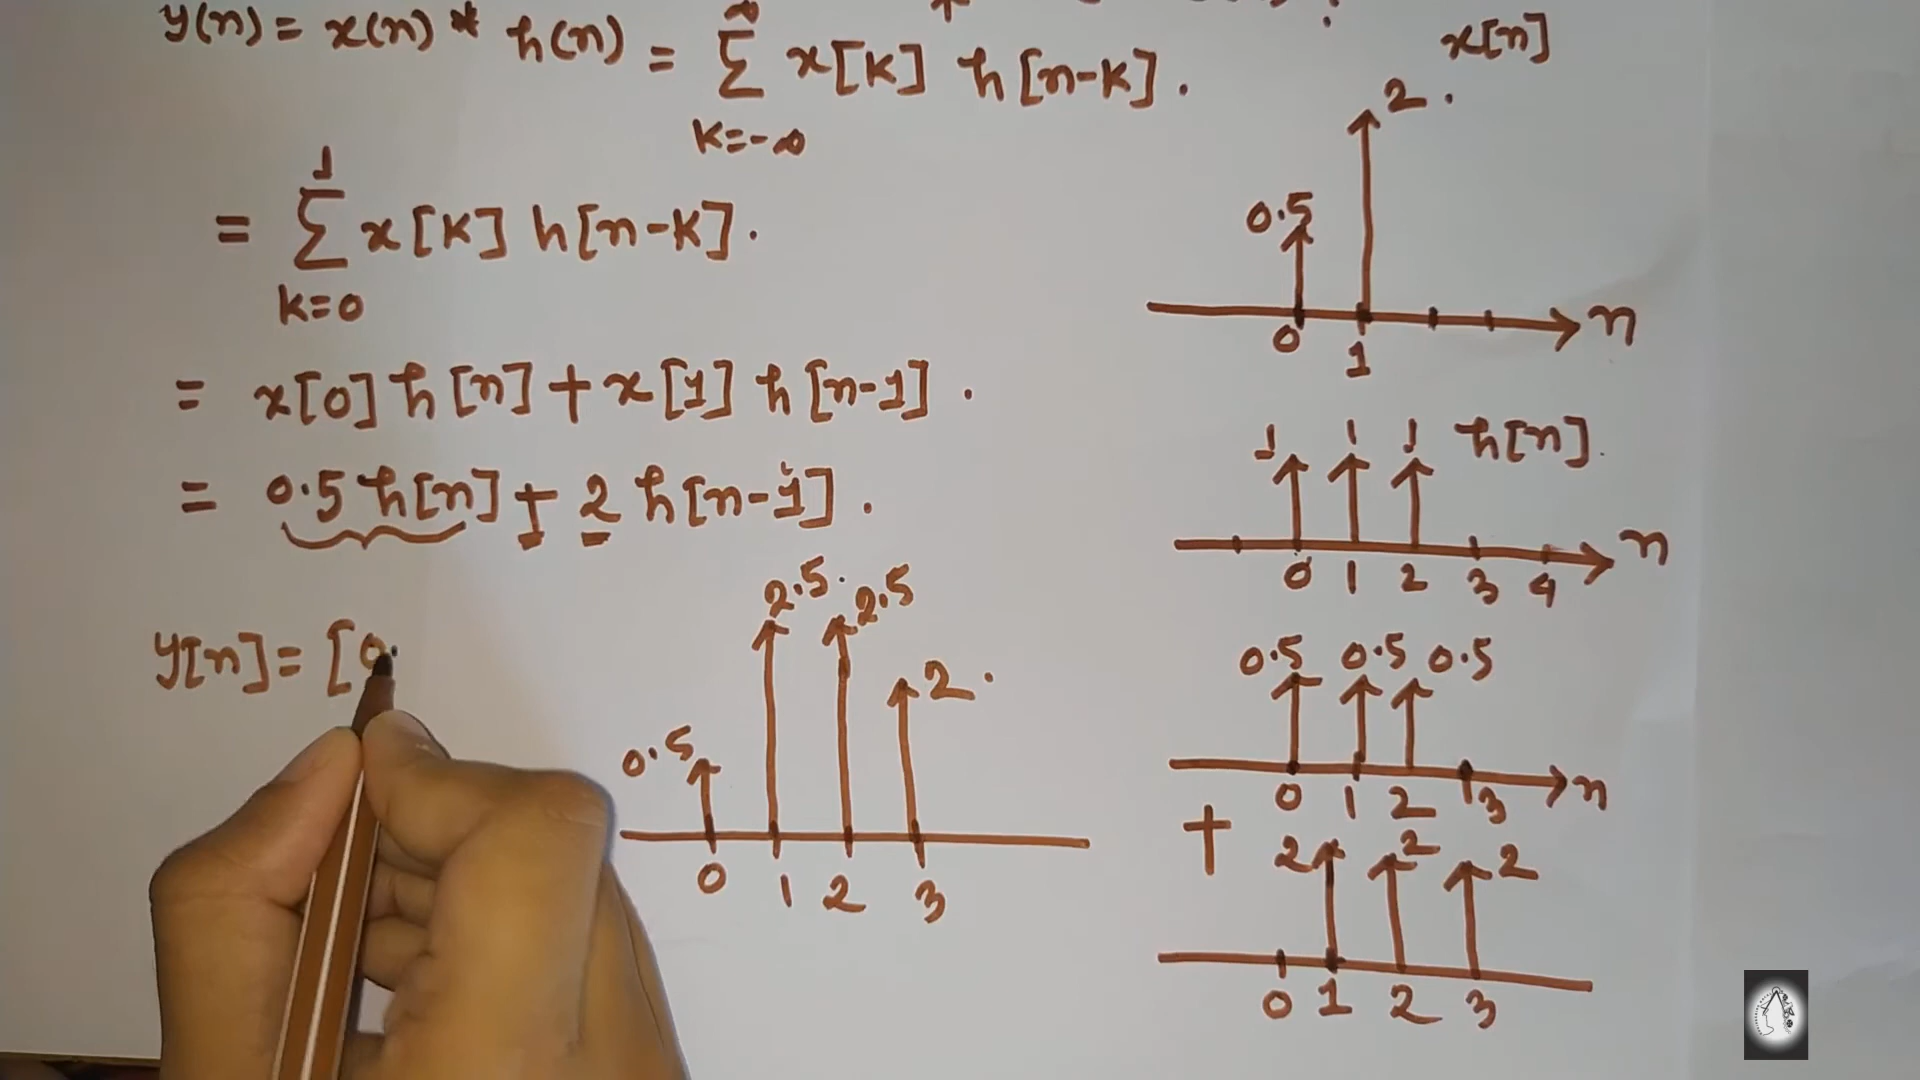 y(n) = x(n) * h(n) = ∞ Σ k=-∞ x[k] h[n-k].
= 1 Σ k=0 x[k] h[n-k].
= x[0] h[n] + x[1] h[n-1].
= 0.5 h[n] + 2 h[n-1].
y[n] = [0.
0.5 2.5 2.5 2.
0 1 2 3
x[n]
0.5 2.
0 1 n
1 1 1 h[n].
0 1 2 3 4 n
0.5 0.5 0.5
0 1 2 3 n
+ 2 2 2
0 1 2 3